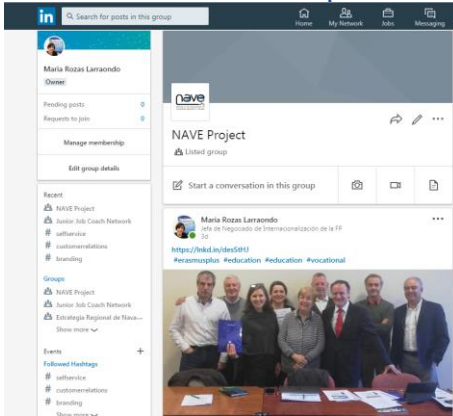 in
Search for posts in this group
Home
My Network
Jobs
Messaging
Maria Rozas Larraondo
Owner
Pending posts 0
Requests to join 0
Manage membership
Edit group details
Recent
NAVE Project
Junior Job Coach Network
# selfservice
# customerrelations
# branding
Groups
NAVE Project
Junior Job Coach Network
Estrategia Regional de Nava...
Show more
Events +
Followed Hashtags
# selfservice
# customerrelations
# branding
Show more
nave
NAVE Project
Listed group
Start a conversation in this group
Maria Rozas Larraondo
Jefa de Negociado de Internacionalización de la FP
3d
#erasmusplus #education #education #vocational